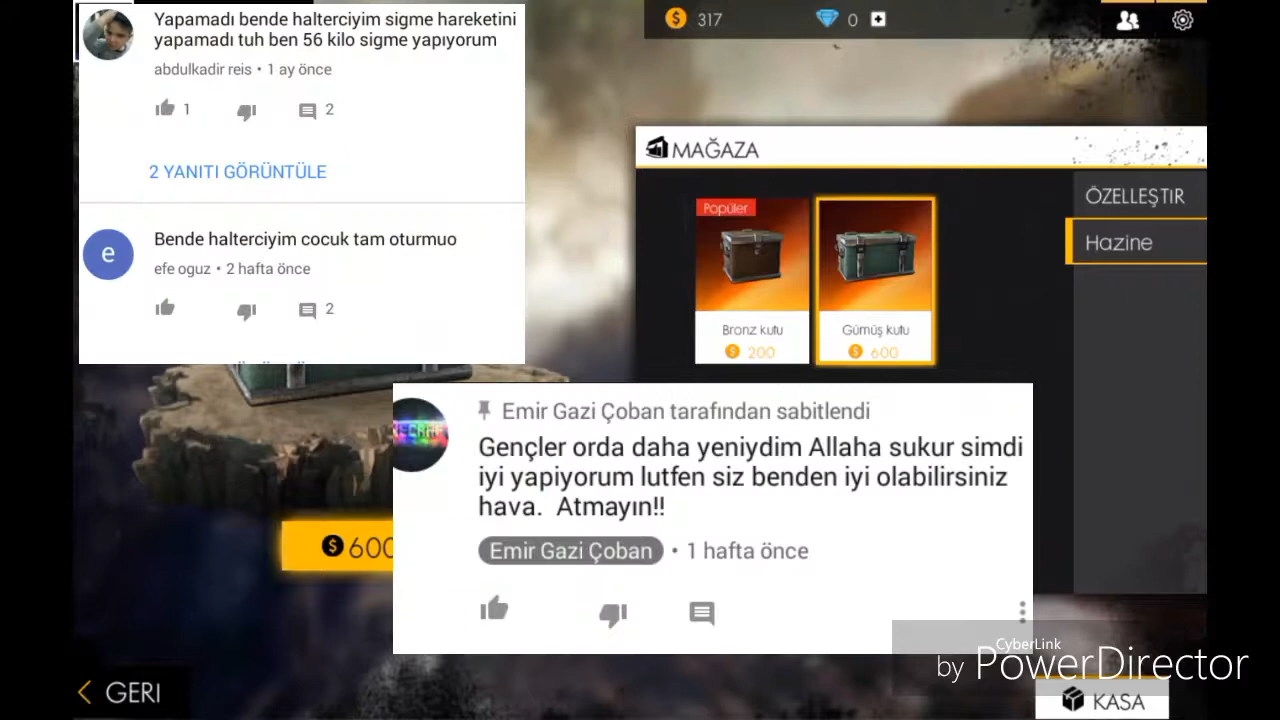 Yapamadı bende halterciyim sigme hareketini
yapamadı tuh ben 56 kilo sigme yapıyorum
abdulkadir reis • 1 ay önce
1
2
2 YANITI GÖRÜNTÜLE
e
Bende halterciyim cocuk tam oturmuo
efe oguz • 2 hafta önce
2
317
0
MAĞAZA
ÖZELLEŞTIR
Hazine
Popüler
Bronz kutu
200
Gümüş kutu
600
600
Emir Gazi Çoban tarafından sabitlendi
Gençler orda daha yeniydim Allaha sukur simdi
iyi yapiyorum lutfen siz benden iyi olabilirsiniz
hava.  Atmayın!!
Emir Gazi Çoban • 1 hafta önce
CyberLink
by PowerDirector
GERI
KASA